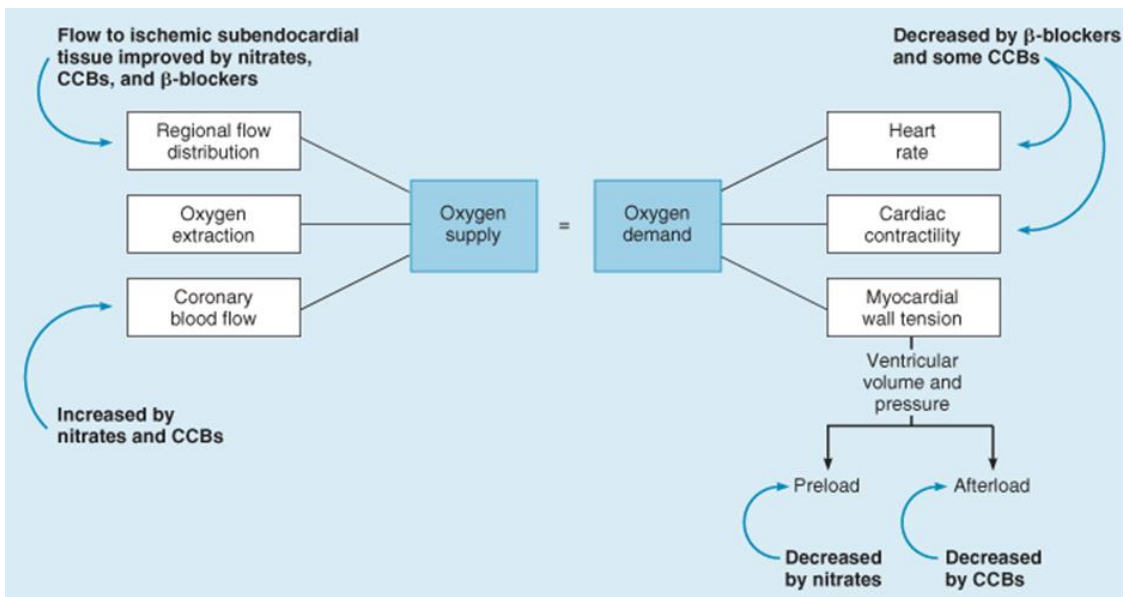 Flow to ischemic subendocardial
tissue improved by nitrates,
CCBs, and β-blockers
Decreased by β-blockers
and some CCBs
Regional flow
distribution
Oxygen
extraction
Coronary
blood flow
Oxygen
supply
=
Oxygen
demand
Heart
rate
Cardiac
contractility
Myocardial
wall tension
Ventricular
volume and
pressure
Increased by
nitrates and CCBs
Preload
Afterload
Decreased
by nitrates
Decreased
by CCBs